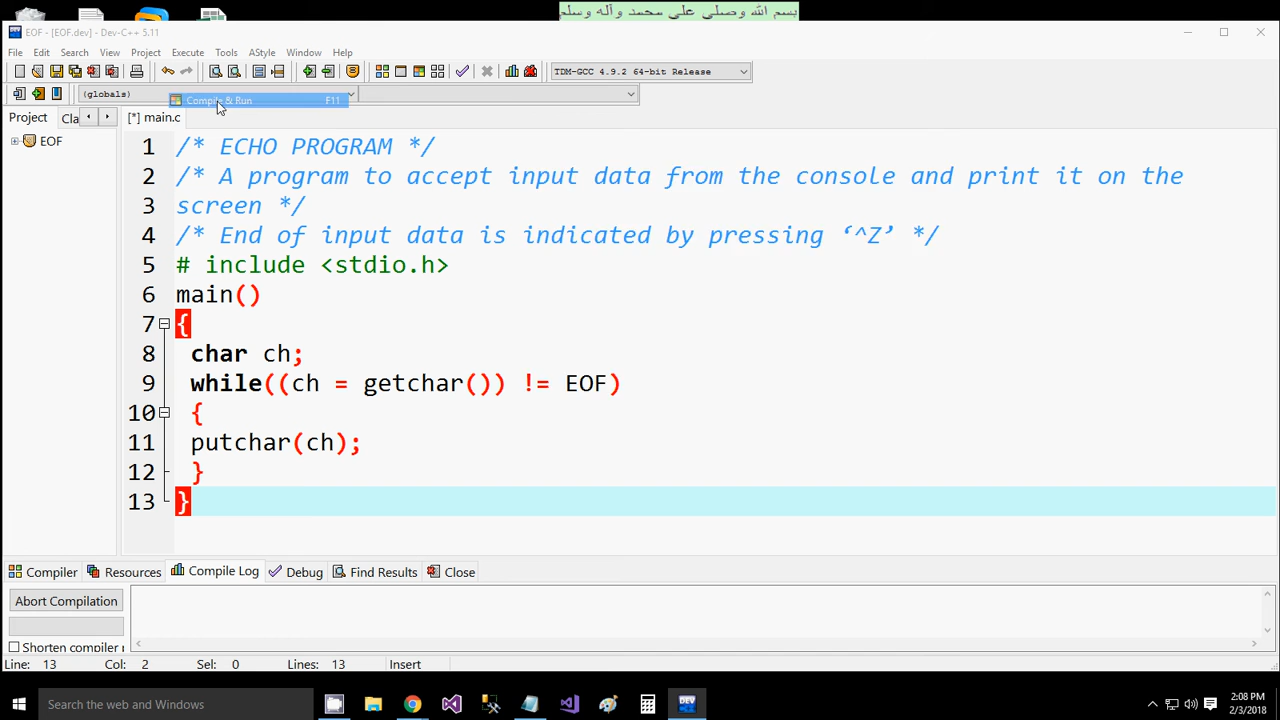 بسم الله وصلى على محمد وآله وسلم
EOF - [EOF.dev] - Dev-C++ 5.11
File Edit Search View Project Execute Tools AStyle Window Help
TDM-GCC 4.9.2 64-bit Release
(globals)
Compile & Run F11
Project Cla [*] main.c
EOF
1 /* ECHO PROGRAM */
2 /* A program to accept input data from the console and print it on the
3 screen */
4 /* End of input data is indicated by pressing ‘^Z’ */
5 # include <stdio.h>
6 main()
7 {
8 char ch;
9 while((ch = getchar()) != EOF)
10 {
11 putchar(ch);
12 }
13 }
Compiler Resources Compile Log Debug Find Results Close
Abort Compilation
Shorten compiler
Line: 13 Col: 2 Sel: 0 Lines: 13 Insert
Search the web and Windows
DEV
2:08 PM
2/3/2018